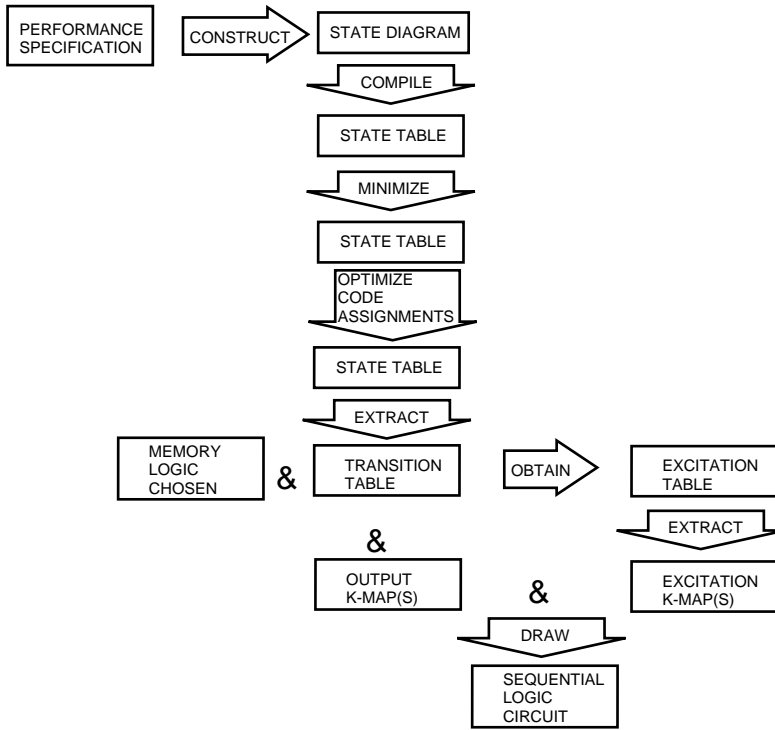 PERFORMANCE
SPECIFICATION
CONSTRUCT
STATE DIAGRAM
COMPILE
STATE TABLE
MINIMIZE
STATE TABLE
OPTIMIZE
CODE
ASSIGNMENTS
STATE TABLE
EXTRACT
MEMORY
LOGIC
CHOSEN
&
TRANSITION
TABLE
OBTAIN
EXCITATION
TABLE
EXTRACT
&
OUTPUT
K-MAP(S)
&
EXCITATION
K-MAP(S)
DRAW
SEQUENTIAL
LOGIC
CIRCUIT